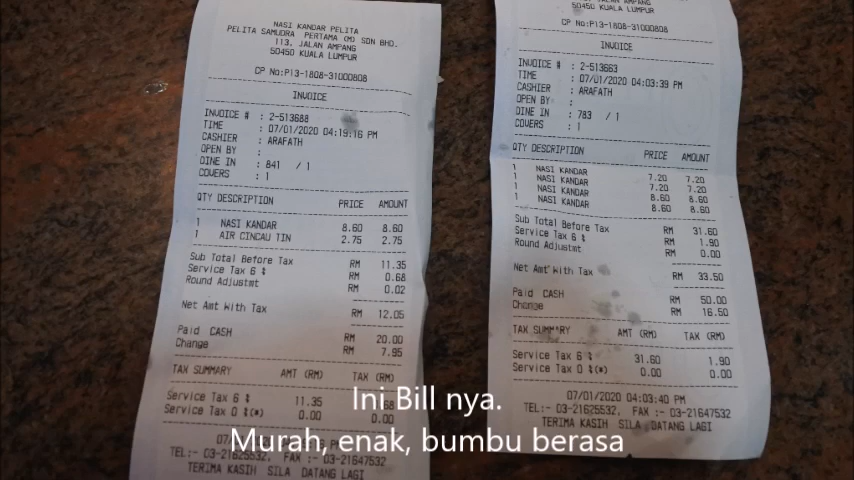 NASI KANDAR PELITA
PELITA SAMUDRA PERTAMA (M) SDN BHD.
113, JALAN AMPANG
50450 KUALA LUMPUR
CP No:P13-1808-31000808
INVOICE
INVOICE # : 2-513688
TIME : 07/01/2020 04:19:16 PM
CASHIER : ARAFATH
OPEN BY :
DINE IN : 841 / 1
COVERS : 1
QTY DESCRIPTION PRICE AMOUNT
1 NASI KANDAR 8.60 8.60
1 AIR CINCAU TIN 2.75 2.75
Sub Total Before Tax RM 11.35
Service Tax 6 % RM 0.68
Round Adjustmt RM 0.02
Net Amt With Tax RM 12.05
Paid CASH RM 20.00
Change RM 7.95
TAX SUMMARY AMT (RM) TAX (RM)
Service Tax 6 % 11.35 68
Service Tax 0 %(*) 0.00
TEL:- 03-21625532, FAX :- 03-21647532
TERIMA KASIH SILA DATANG LAGI
50450 KUALA LUMPUR
CP No:P13-1808-31000808
INVOICE
INVOICE # : 2-513663
TIME : 07/01/2020 04:03:39 PM
CASHIER : ARAFATH
OPEN BY :
DINE IN : 783 / 1
COVERS : 1
QTY DESCRIPTION PRICE AMOUNT
1 NASI KANDAR 7.20 7.20
1 NASI KANDAR 7.20 7.20
1 NASI KANDAR 8.60 8.60
1 NASI KANDAR 8.60 8.60
Sub Total Before Tax RM 31.60
Service Tax 6 % RM 1.90
Round Adjustmt RM 0.00
Net Amt With Tax RM 33.50
Paid CASH RM 50.00
Change RM 16.50
TAX SUMMARY AMT (RM) TAX (RM)
Service Tax 6 % 31.60 1.90
Service Tax 0 %(*) 0.00 0.00
07/01/2020 04:03:40 PM
TEL:- 03-21625532, FAX :- 03-21647532
TERIMA KASIH SILA DATANG LAGI
Ini Bill nya.
Murah, enak, bumbu berasa